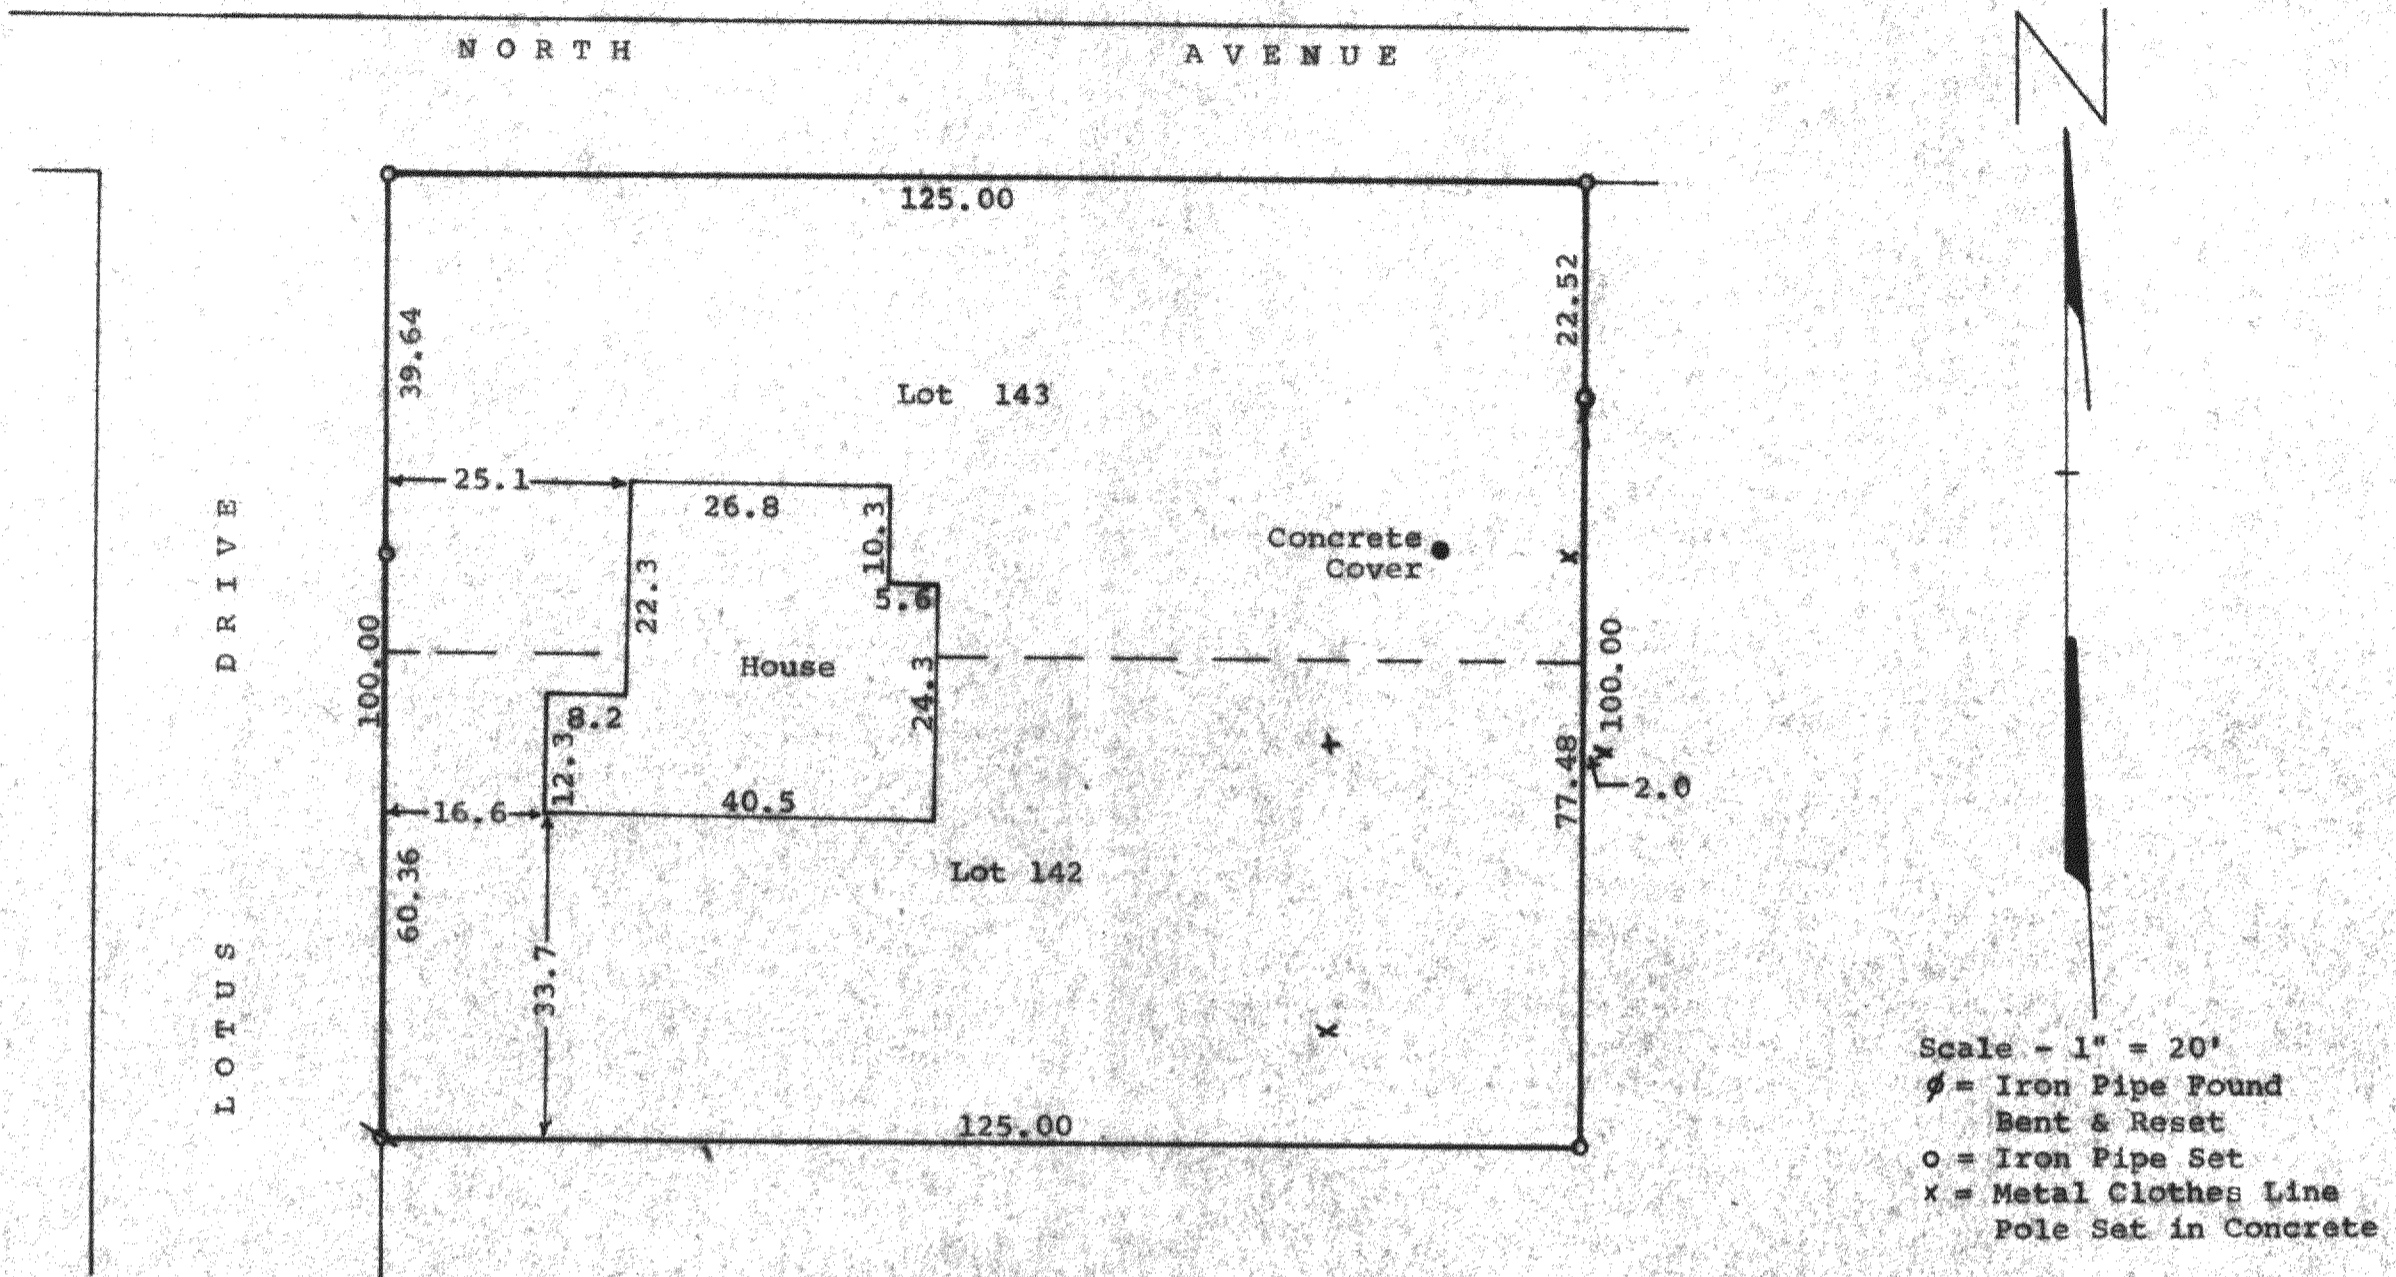 N
NORTH AVENUE
125.00
22.52
39.64
Lot 143
25.1
26.8
10.3
5.6
22.3
Concrete
Cover
DRIVE
100.00
House
24.3
100.00
8.2
12.3
77.48
2.0
16.6
40.5
60.36
Lot 142
33.7
LOTUS
125.00
Scale - 1" = 20'
ø = Iron Pipe Found
Bent & Reset
o = Iron Pipe Set
x = Metal Clothes Line
Pole Set in Concrete